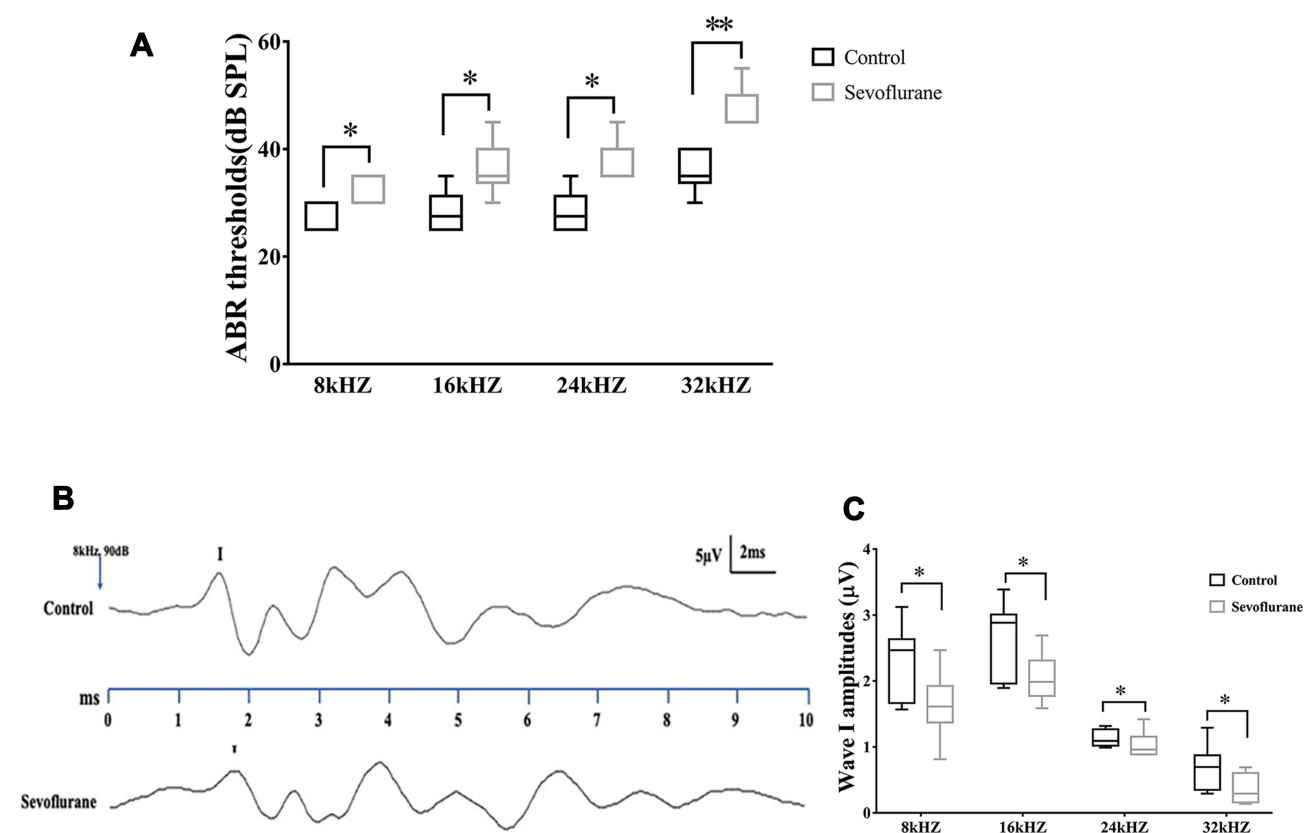 A
ABR thresholds(dB SPL)
60
40
20
0
*
*
*
**
Control
Sevoflurane
8kHZ
16kHZ
24kHZ
32kHZ
B
8kHz, 90dB
I
5μV
2ms
Control
ms
0 1 2 3 4 5 6 7 8 9 10
I
Sevoflurane
C
Wave I amplitudes (μV)
4
3
2
1
0
*
*
*
*
Control
Sevoflurane
8kHZ
16kHZ
24kHZ
32kHZ